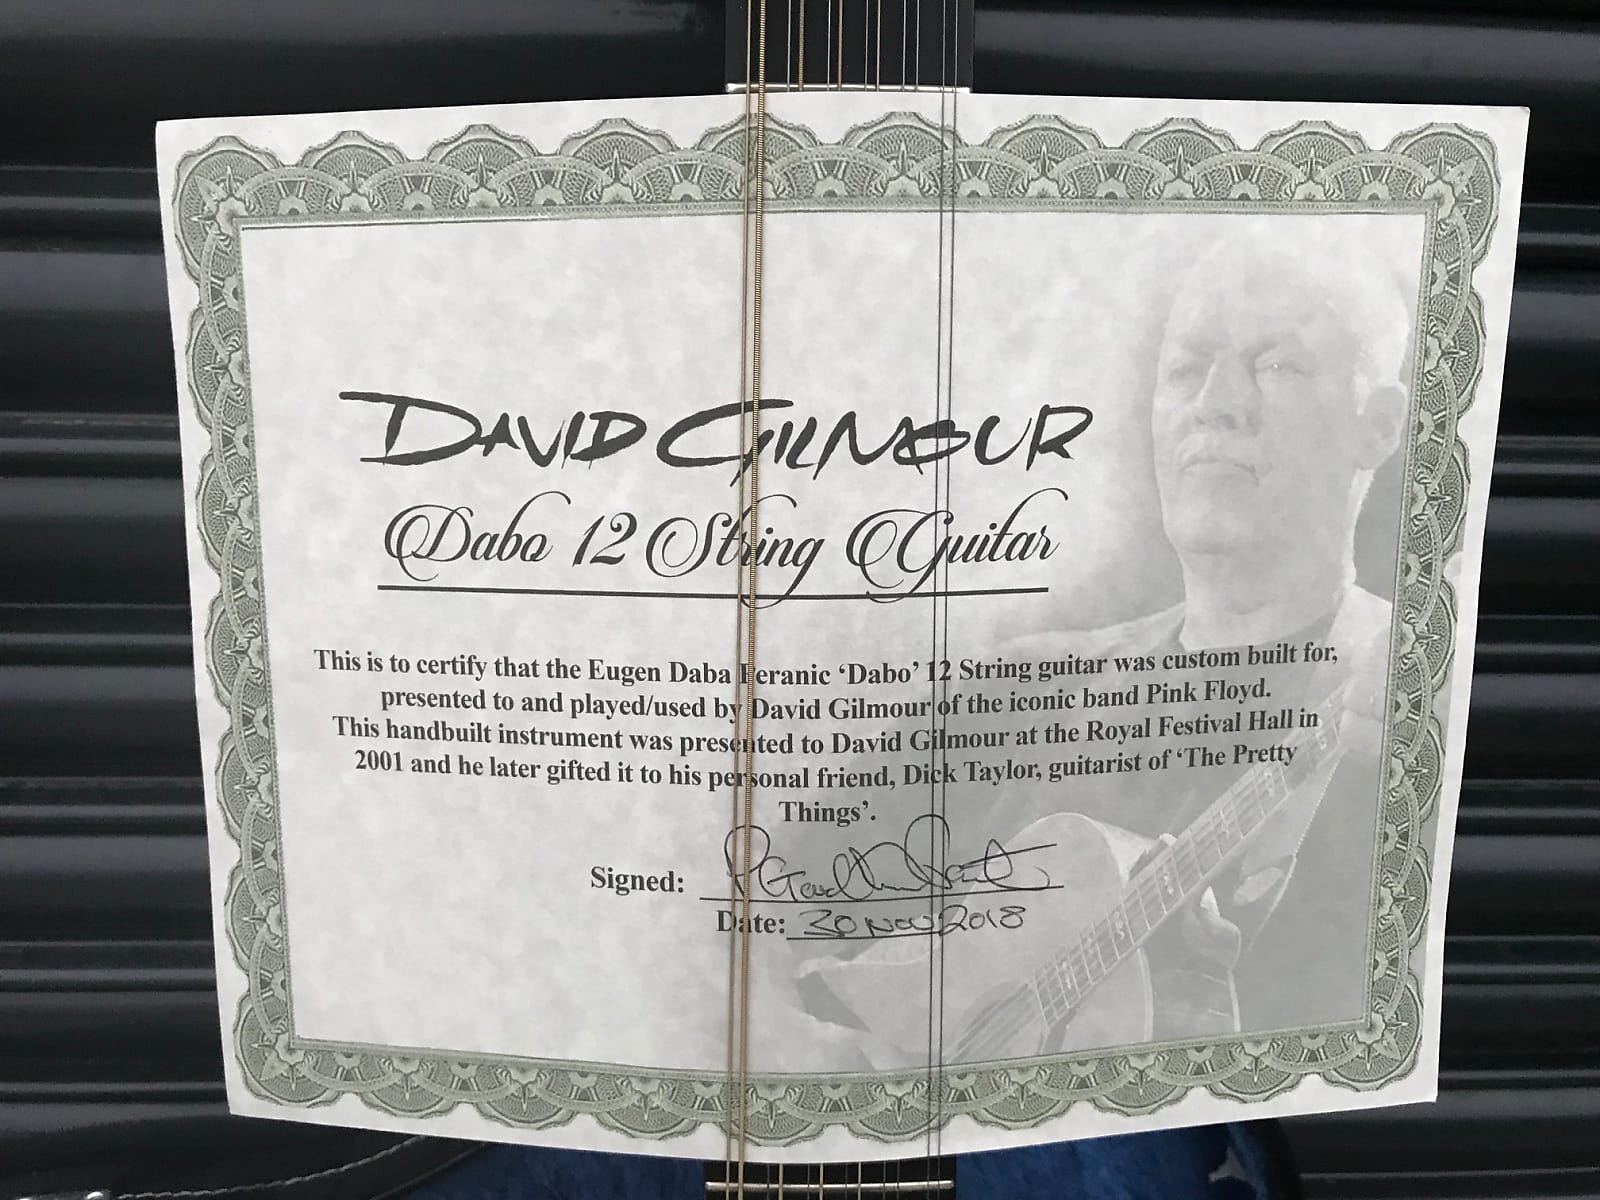 DAVID GILMOUR
Dabo 12 String Guitar
This is to certify that the Eugen Daba Feranic ‘Dabo’ 12 String guitar was custom built for,
presented to and played/used by David Gilmour of the iconic band Pink Floyd.
This handbuilt instrument was presented to David Gilmour at the Royal Festival Hall in
2001 and he later gifted it to his personal friend, Dick Taylor, guitarist of ‘The Pretty
Things’.
Signed:
Date: 30 Nov 2018